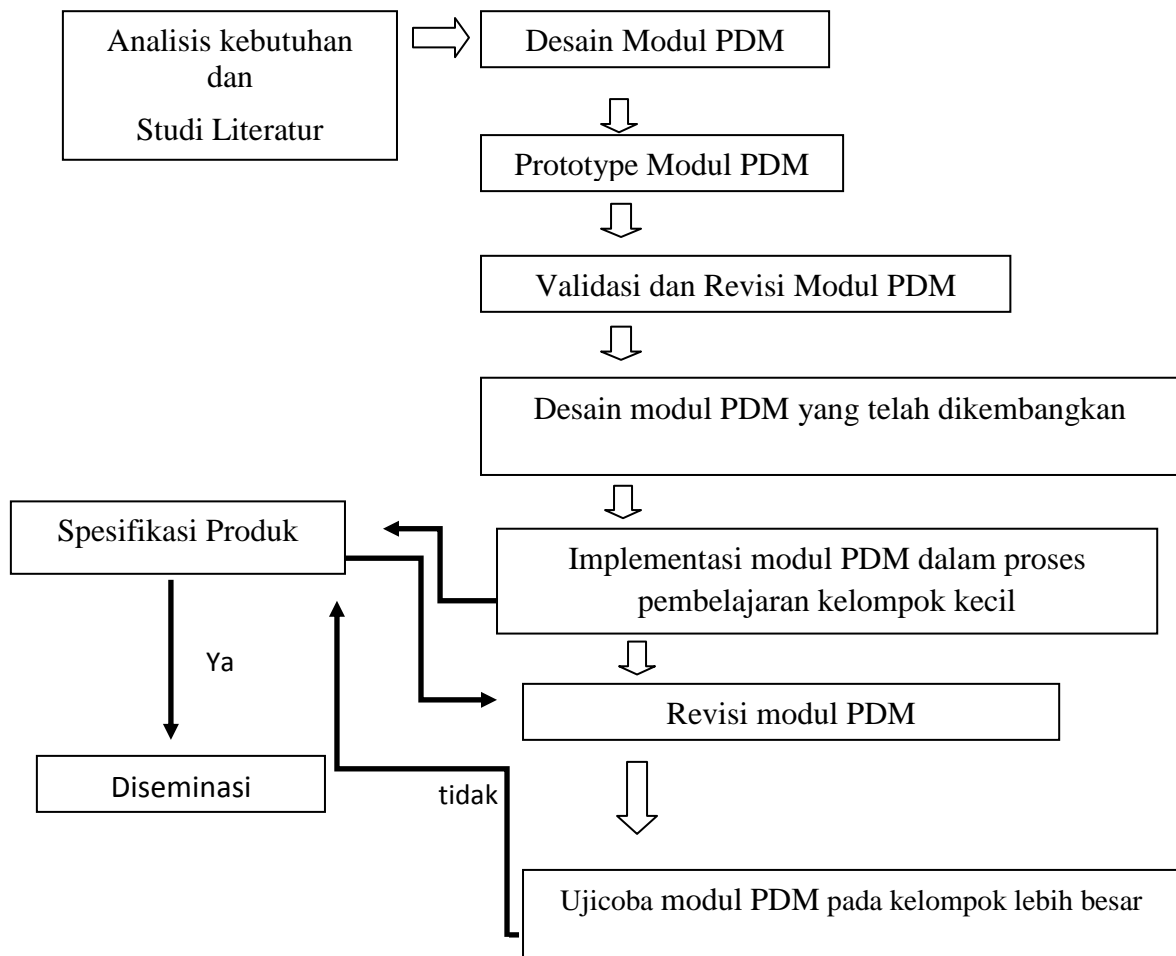 Analisis kebutuhan
dan
Studi Literatur
Desain Modul PDM
Prototype Modul PDM
Validasi dan Revisi Modul PDM
Desain modul PDM yang telah dikembangkan
Spesifikasi Produk
Implementasi modul PDM dalam proses
pembelajaran kelompok kecil
Ya
Revisi modul PDM
Diseminasi
tidak
Ujicoba modul PDM pada kelompok lebih besar